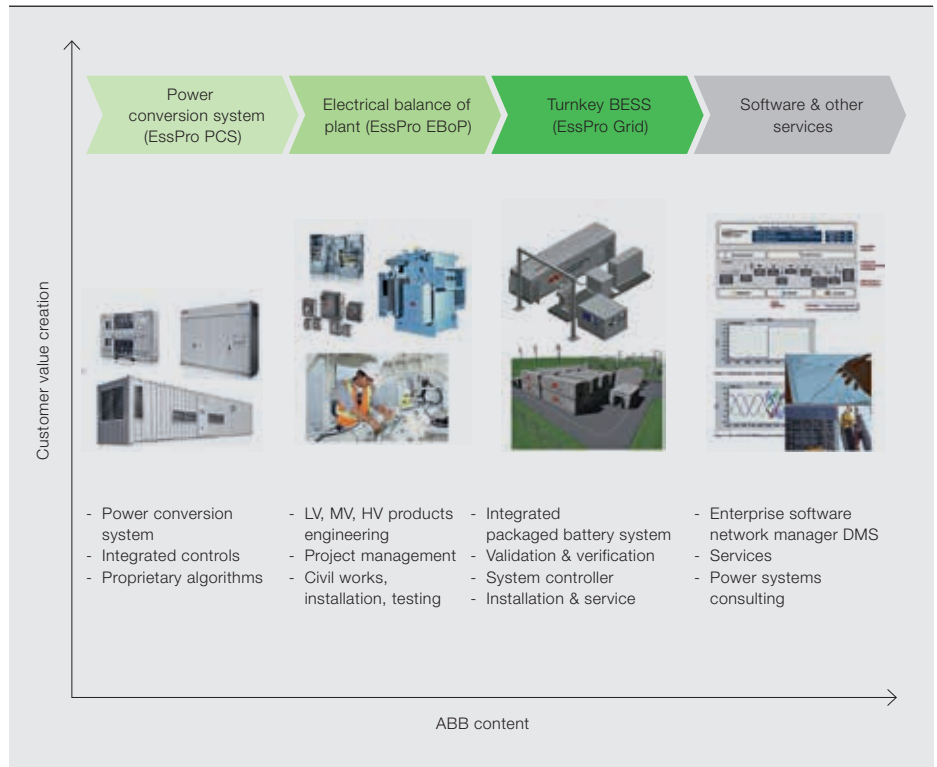 Power
conversion system
(EssPro PCS)
Electrical balance of
plant (EssPro EBoP)
Turnkey BESS
(EssPro Grid)
Software & other
services
Customer value creation
- Power conversion
system
- Integrated controls
- Proprietary algorithms
- LV, MV, HV products
engineering
- Project management
- Civil works,
installation, testing
- Integrated
packaged battery system
- Validation & verification
- System controller
- Installation & service
- Enterprise software
network manager DMS
- Services
- Power systems
consulting
ABB content